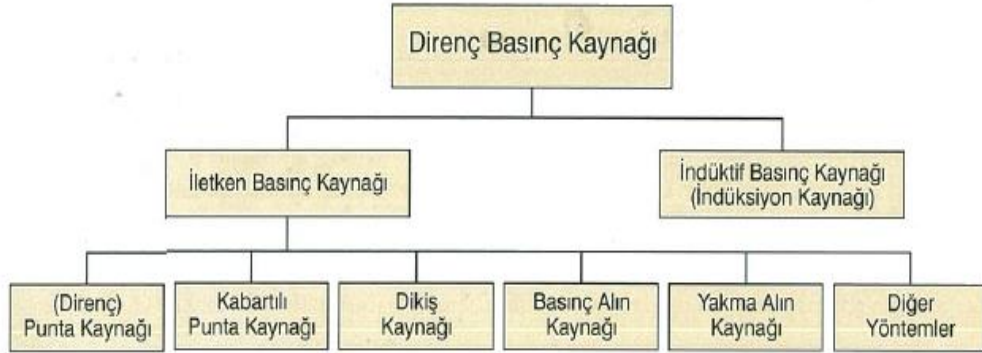 Direnç Basınç Kaynağı
İletken Basınç Kaynağı
İndüktif Basınç Kaynağı
(İndüksiyon Kaynağı)
(Direnç)
Punta Kaynağı
Kabartılı
Punta Kaynağı
Dikiş
Kaynağı
Basınç Alın
Kaynağı
Yakma Alın
Kaynağı
Diğer
Yöntemler